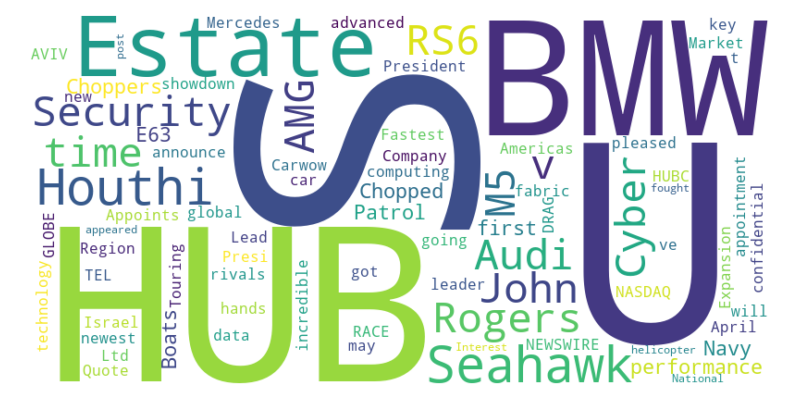 Estate
Mercedes
advanced
RS6
BMW
key
Market
t
AVIV
post
President
Choppers
showdown
new
Security
AMG
S
Fastest
E63
time
announce
Carwow
car
Company
computing
Americas
pleased
v
U
Houthi
Chopped
M5
fabric
Cyber
HUBC
fought
appointment
confidential
Appoints
global
Patrol
DRAG
first
appeared
GLOBE
HUB
Lead
going
Audi
ve
Region
Touring
Presi
TEL
rivals
incredible
got
leader
John
NASDAQ
Expansion
technology
hands
will
Israel
Boats
Rogers
April
newest
data
RACE
may
NEWSWIRE
Interest
helicopter
Navy
Ltd
Quote
Seahawk
performance
National